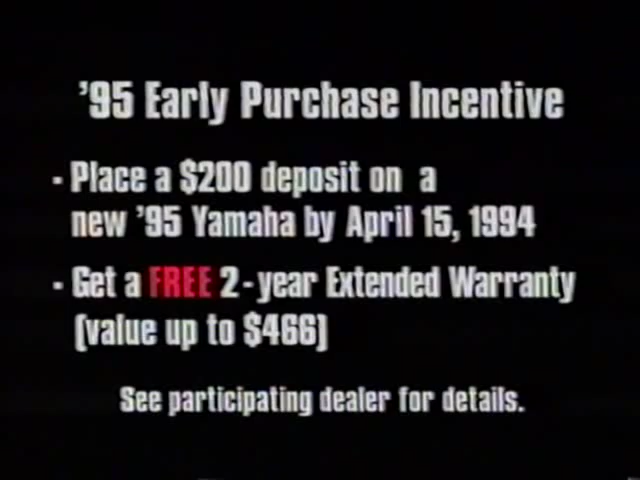 '95 Early Purchase Incentive
- Place a $200 deposit on a
new '95 Yamaha by April 15, 1994
- Get a FREE 2-year Extended Warranty
(value up to $466)
See participating dealer for details.